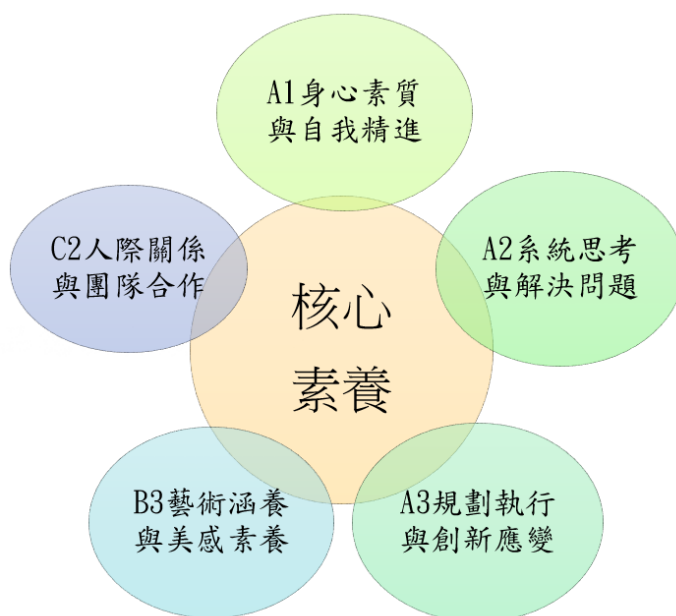 A1身心素質
與自我精進
A2系統思考
與解決問題
A3規劃執行
與創新應變
B3藝術涵養
與美感素養
C2人際關係
與團隊合作
核心
素養